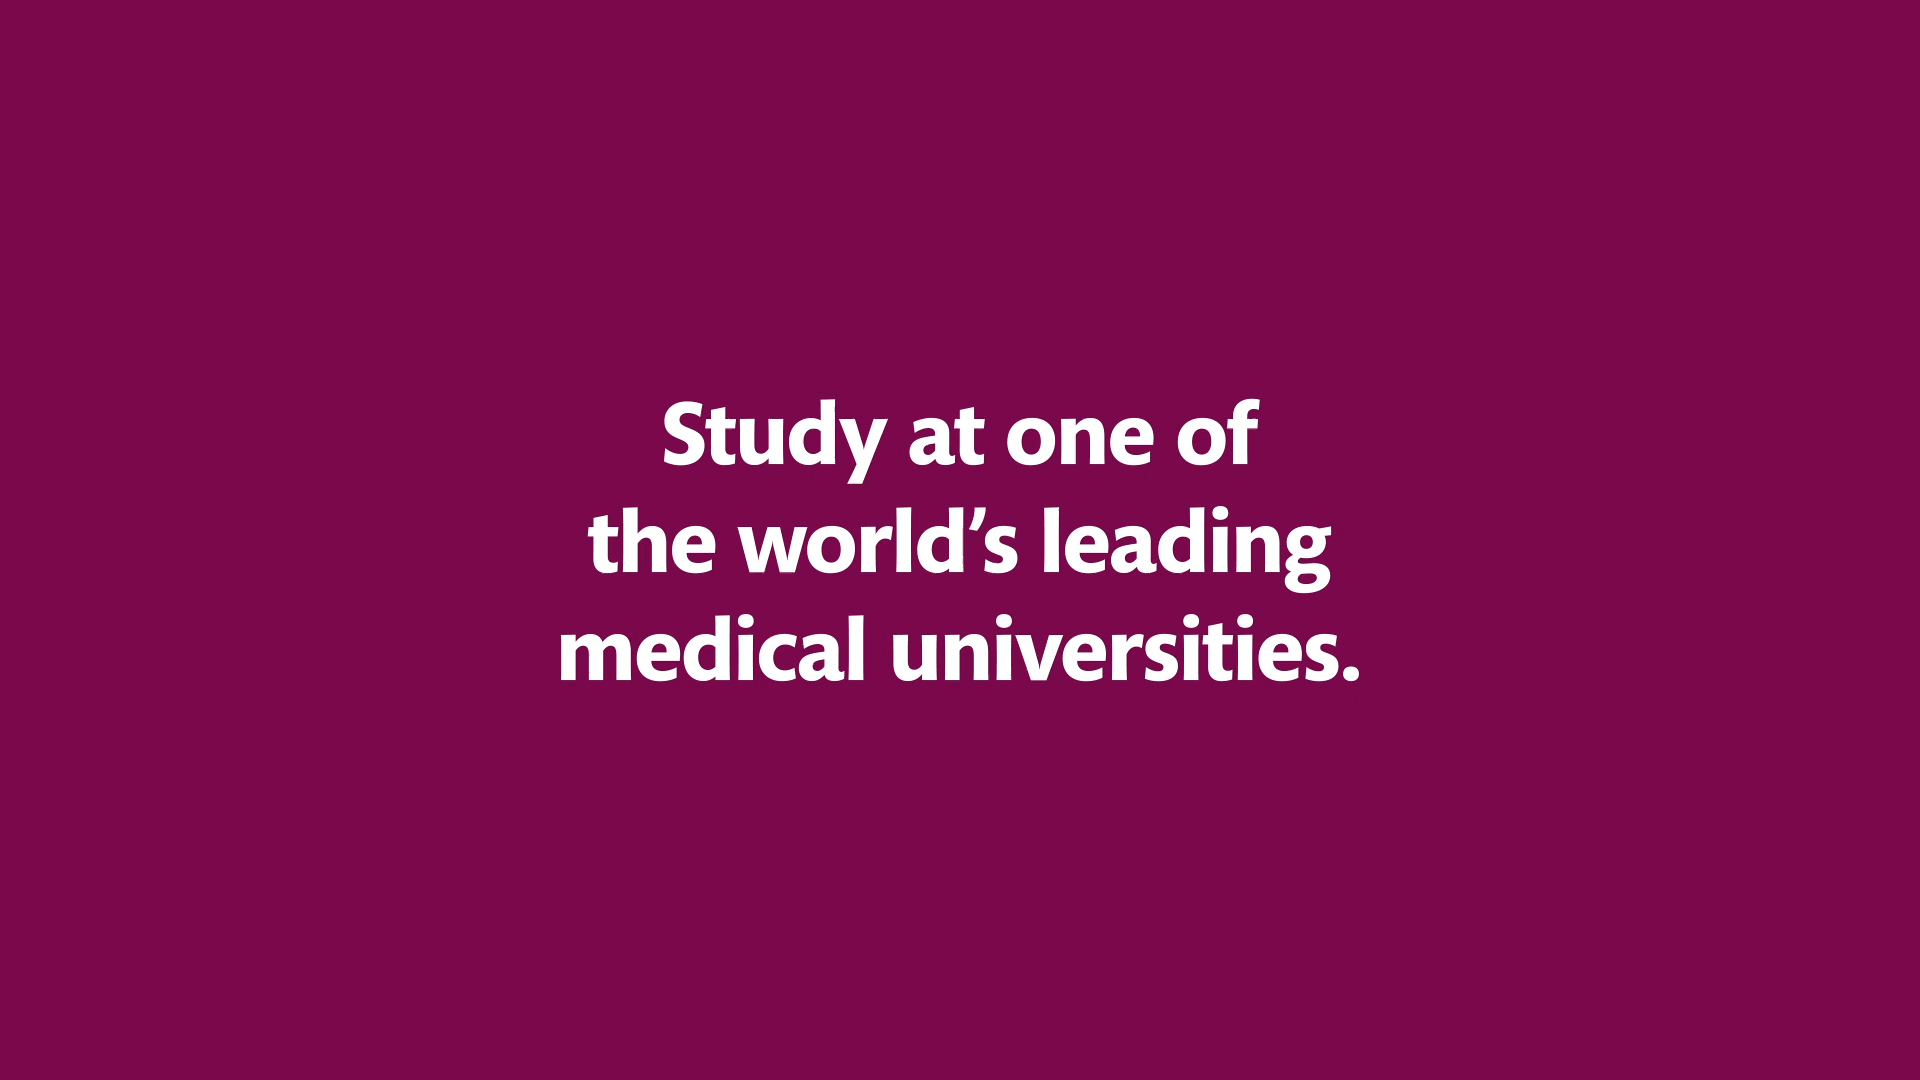 Study at one of
the world’s leading
medical universities.